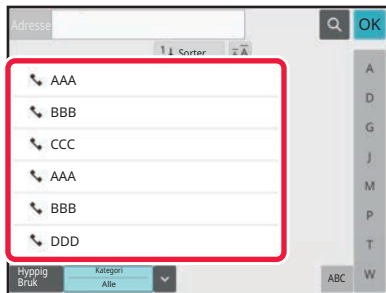 Adresse
OK
Sorter
AAA
BBB
CCC
AAA
BBB
DDD
A
D
G
J
M
P
T
W
Hyppig
Bruk
Kategori
Alle
ABC